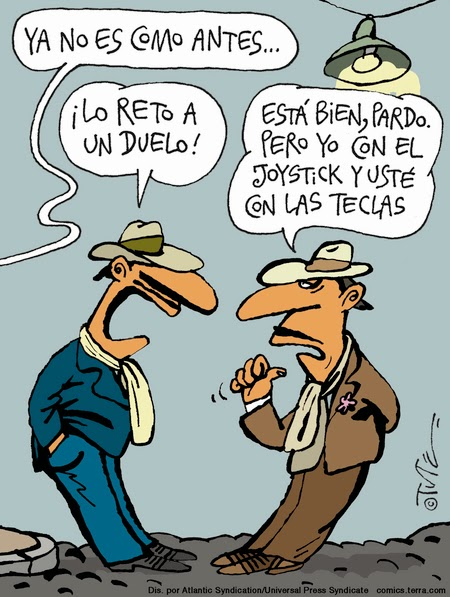 YA NO ES COMO ANTES...
¡LO RETO A
UN DUELO!
ESTÁ BIEN, PARDO.
PERO YO CON EL
JOYSTICK Y USTÉ
CON LAS TECLAS
©TUTE
Dis. por Atlantic Syndication/Universal Press Syndicate comics.terra.com